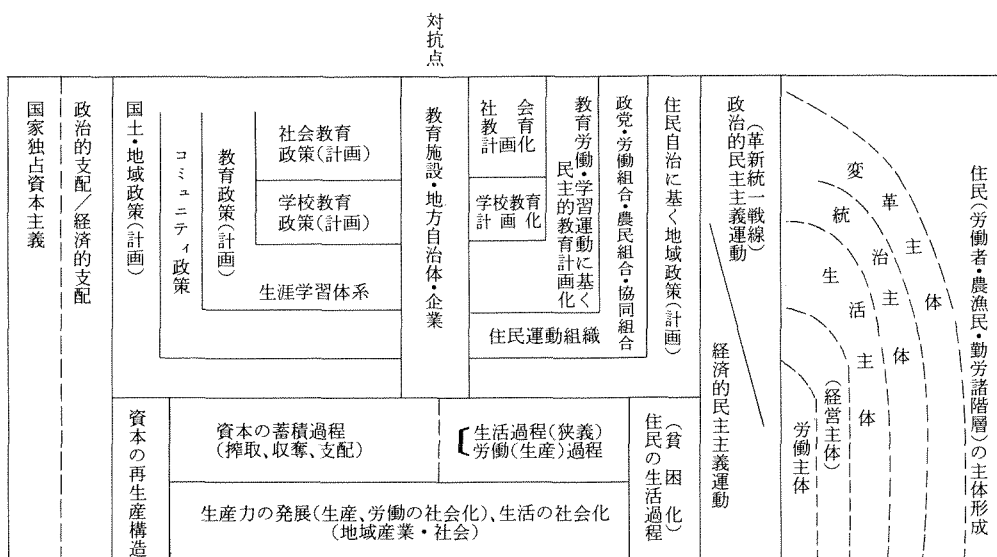 対抗点
国家独占資本主義
政治的支配/経済的支配
国土・地域政策(計画)
コミュニティ政策
教育政策(計画)
社会教育
政策(計画)
学校教育
政策(計画)
生涯学習体系
教育施設・地方自治体・企業
社会
教育
計画化
学校教育
計画化
教育労働・学習運動に基く
民主的教育計画化
住民運動組織
政党・労働組合・農民組合・協同組合
住民自治に基く地域政策(計画)
(革新統一戦線)
政治的民主主義運動
経済的民主主義運動
変革主体
統治主体
生活主体
(経営主体)
労働主体
住民(労働者・農漁民・勤労諸階層)の主体形成
資本の再生産構造
資本の蓄積過程
(搾取、収奪、支配)
生活過程(狭義)
労働(生産)過程
(貧困化)
住民の生活過程
生産力の発展(生産、労働の社会化)、生活の社会化
(地域産業・社会)